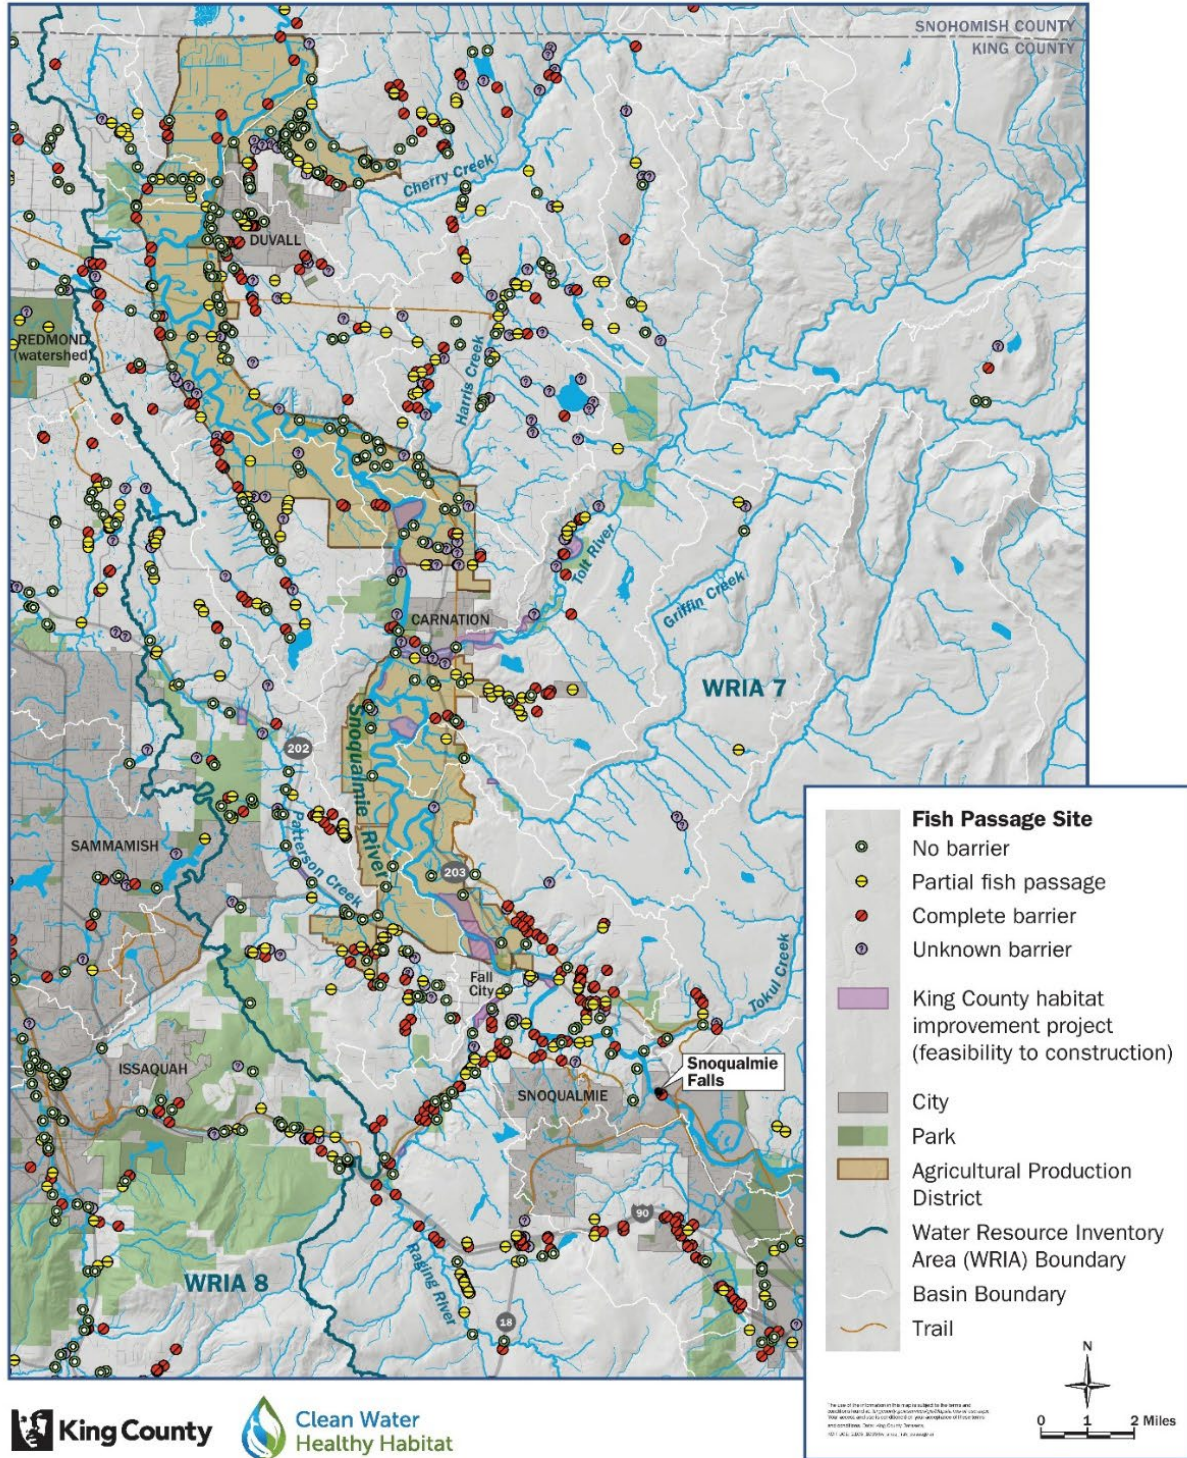 SNOHOMISH COUNTY
KING COUNTY
Cherry Creek
DUVALL
REDMOND
(watershed)
Harris Creek
Tolt River
Griffin Creek
CARNATION
WRIA 7
Snoqualmie River
202
SAMMAMISH
Patterson Creek
203
Fall
City
Tokul Creek
ISSAQUAH
SNOQUALMIE
Snoqualmie
Falls
90
WRIA 8
Raging River
18
Fish Passage Site
No barrier
Partial fish passage
Complete barrier
Unknown barrier
King County habitat
improvement project
(feasibility to construction)
City
Park
Agricultural Production
District
Water Resource Inventory
Area (WRIA) Boundary
Basin Boundary
Trail
N
0 1 2 Miles
King County
Clean Water
Healthy Habitat